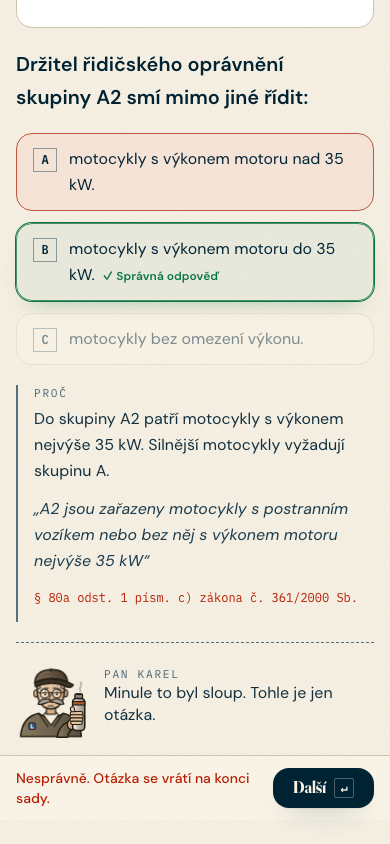 Držitel řidičského oprávnění
skupiny A2 smí mimo jiné řídit:
A motocykly s výkonem motoru nad 35
kW.
B motocykly s výkonem motoru do 35
kW. ✓ Správná odpověď
C motocykly bez omezení výkonu.
PROČ
Do skupiny A2 patří motocykly s výkonem
nejvýše 35 kW. Silnější motocykly vyžadují
skupinu A.
„A2 jsou zařazeny motocykly s postranním
vozíkem nebo bez něj s výkonem motoru
nejvýše 35 kW“
§ 80a odst. 1 písm. c) zákona č. 361/2000 Sb.
PAN KAREL
Minule to byl sloup. Tohle je jen
otázka.
L
Nesprávně. Otázka se vrátí na konci
sady.
Další ↵